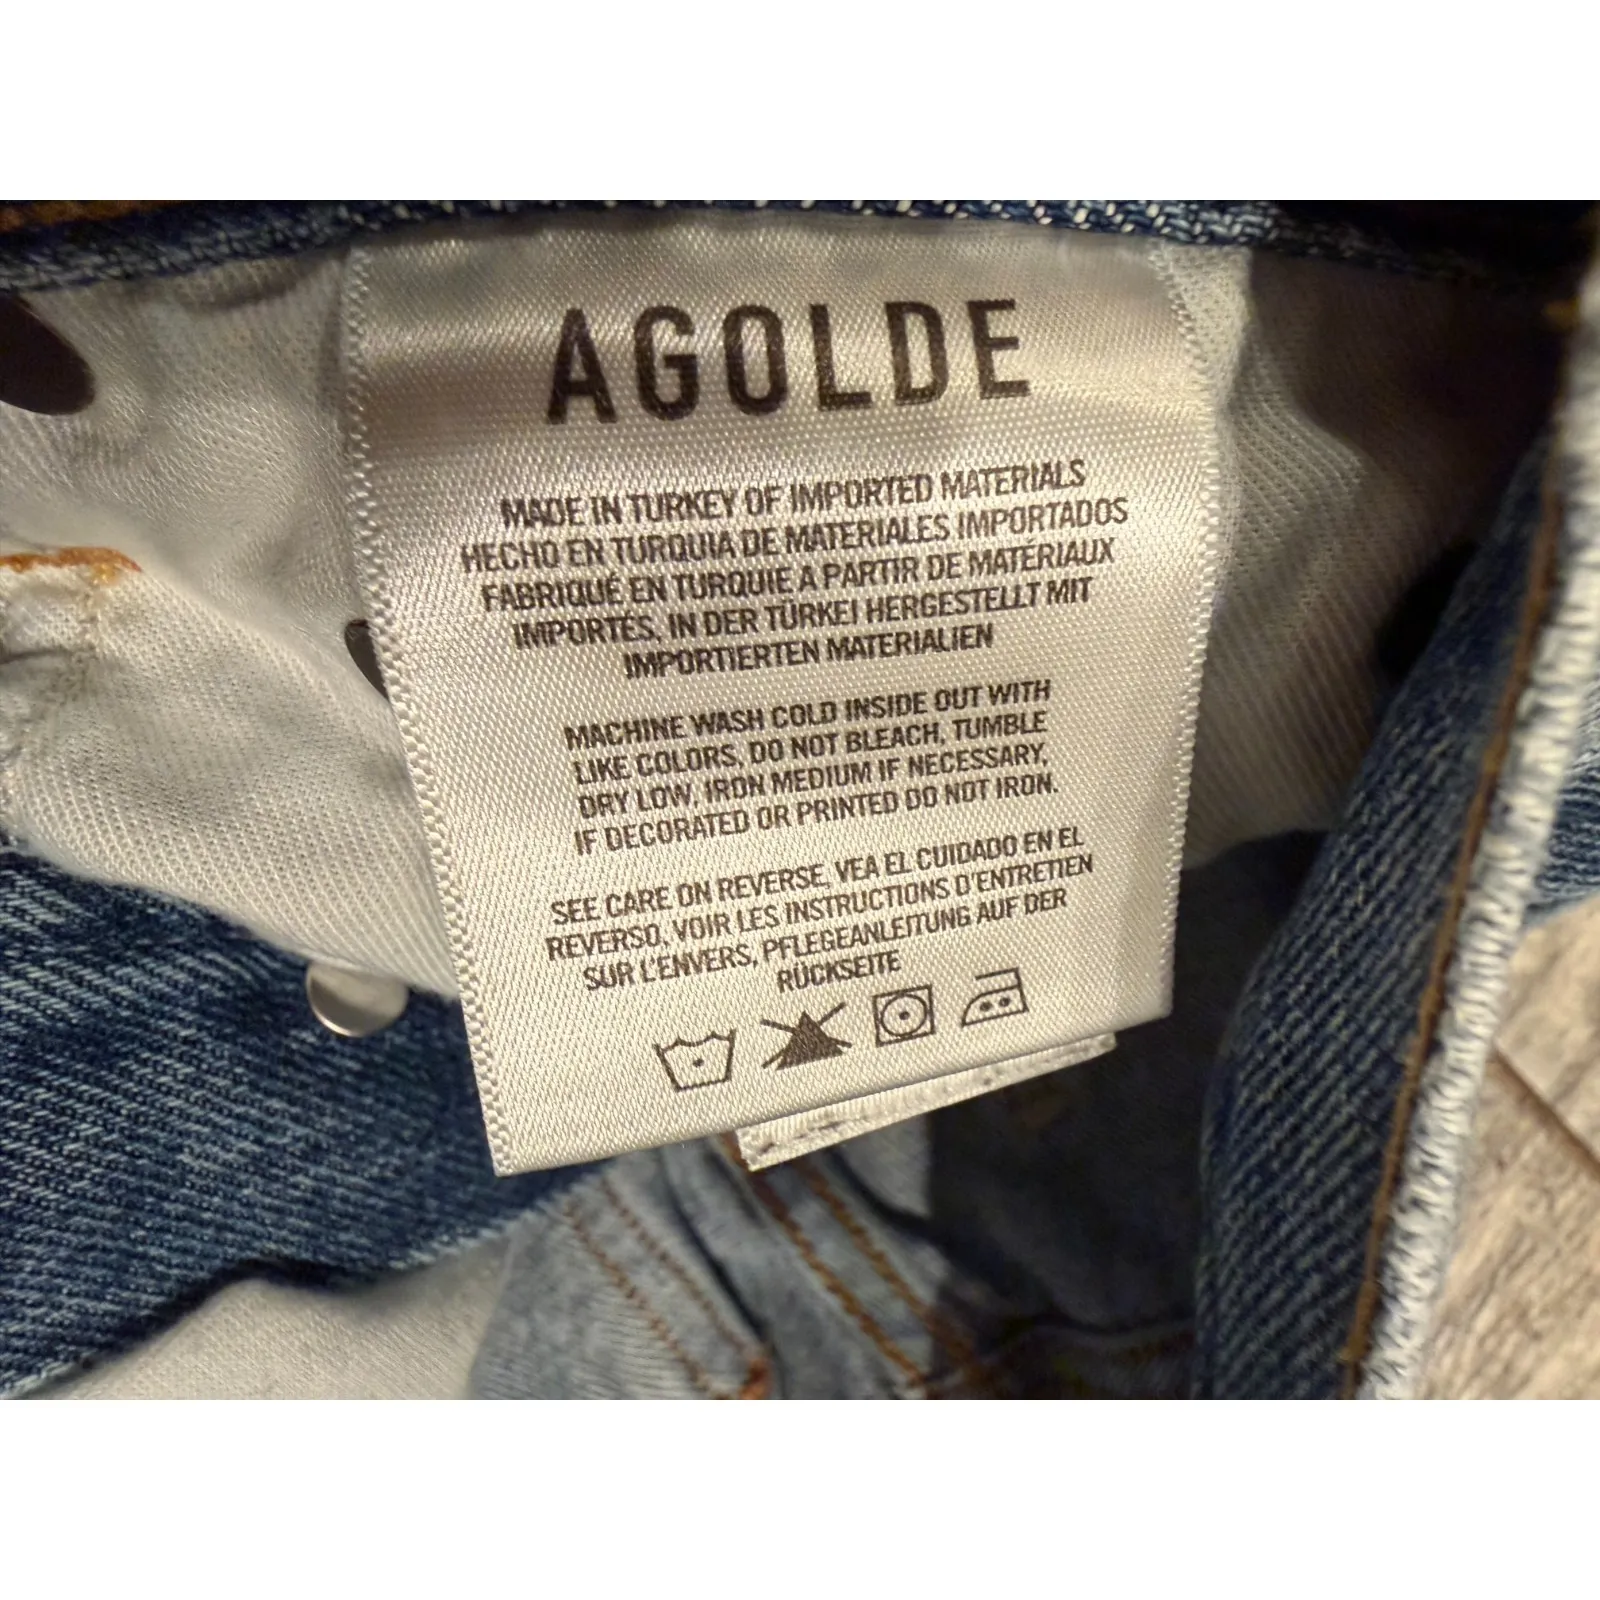 AGOLDE
MADE IN TURKEY OF IMPORTED MATERIALS
HECHO EN TURQUIA DE MATERIALES IMPORTADOS
FABRIQUÉ EN TURQUIE A PARTIR DE MATÉRIAUX
IMPORTÉS, IN DER TÜRKEI HERGESTELLT MIT
IMPORTIERTEN MATERIALIEN
MACHINE WASH COLD INSIDE OUT WITH
LIKE COLORS, DO NOT BLEACH, TUMBLE
DRY LOW, IRON MEDIUM IF NECESSARY,
IF DECORATED OR PRINTED DO NOT IRON.
SEE CARE ON REVERSE, VEA EL CUIDADO EN EL
REVERSO, VOIR LES INSTRUCTIONS D'ENTRETIEN
SUR L'ENVERS, PFLEGEANLEITUNG AUF DER
RÜCKSEITE